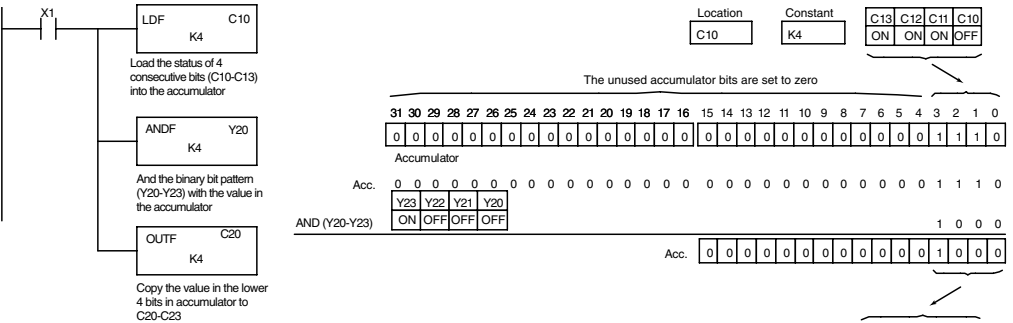 X1
LDF C10
K4
Load the status of 4
consecutive bits (C10-C13)
into the accumulator
ANDF Y20
K4
And the binary bit pattern
(Y20-Y23) with the value in
the accumulator
OUTF C20
K4
Copy the value in the lower
4 bits in accumulator to
C20-C23
Location Constant
C10 K4
C13 C12 C11 C10
ON ON ON OFF
The unused accumulator bits are set to zero
31 30 29 28 27 26 25 24 23 22 21 20 19 18 17 16 15 14 13 12 11 10 9 8 7 6 5 4 3 2 1 0
0 0 0 0 0 0 0 0 0 0 0 0 0 0 0 0 0 0 0 0 0 0 0 0 0 0 0 0 1 1 1 0
Accumulator
Acc. 0 0 0 0 0 0 0 0 0 0 0 0 0 0 0 0 0 0 0 0 0 0 0 0 0 0 0 0 1 1 1 0
Y23 Y22 Y21 Y20
ON OFF OFF OFF
AND (Y20-Y23) 1 0 0 0
Acc. 0 0 0 0 0 0 0 0 0 0 0 0 1 0 0 0